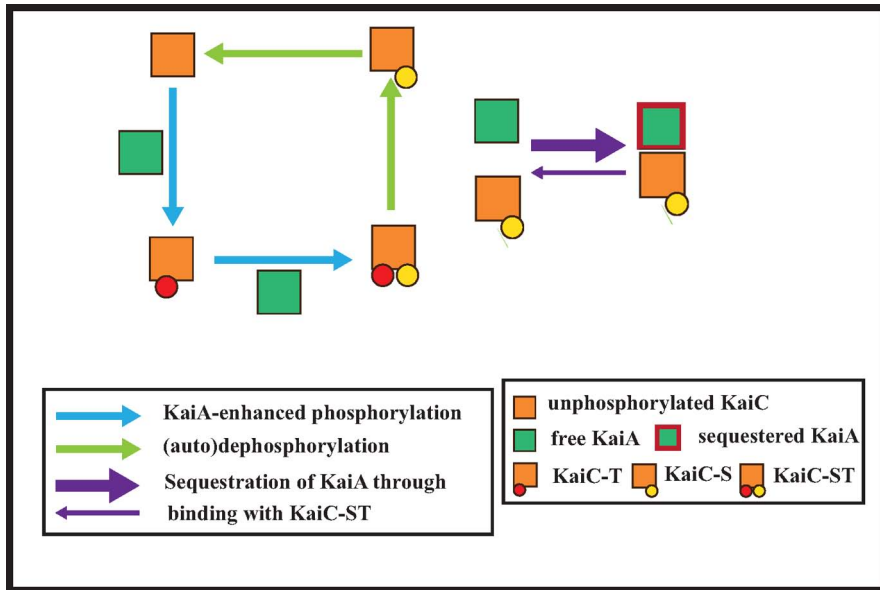 KaiA-enhanced phosphorylation
(auto)dephosphorylation
Sequestration of KaiA through
binding with KaiC-ST
unphosphorylated KaiC
free KaiA sequestered KaiA
KaiC-T KaiC-S KaiC-ST